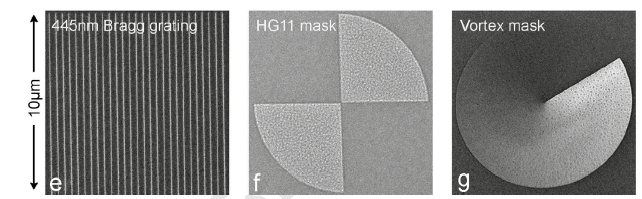 445nm Bragg grating
HG11 mask
Vortex mask
10μm
e
f
g